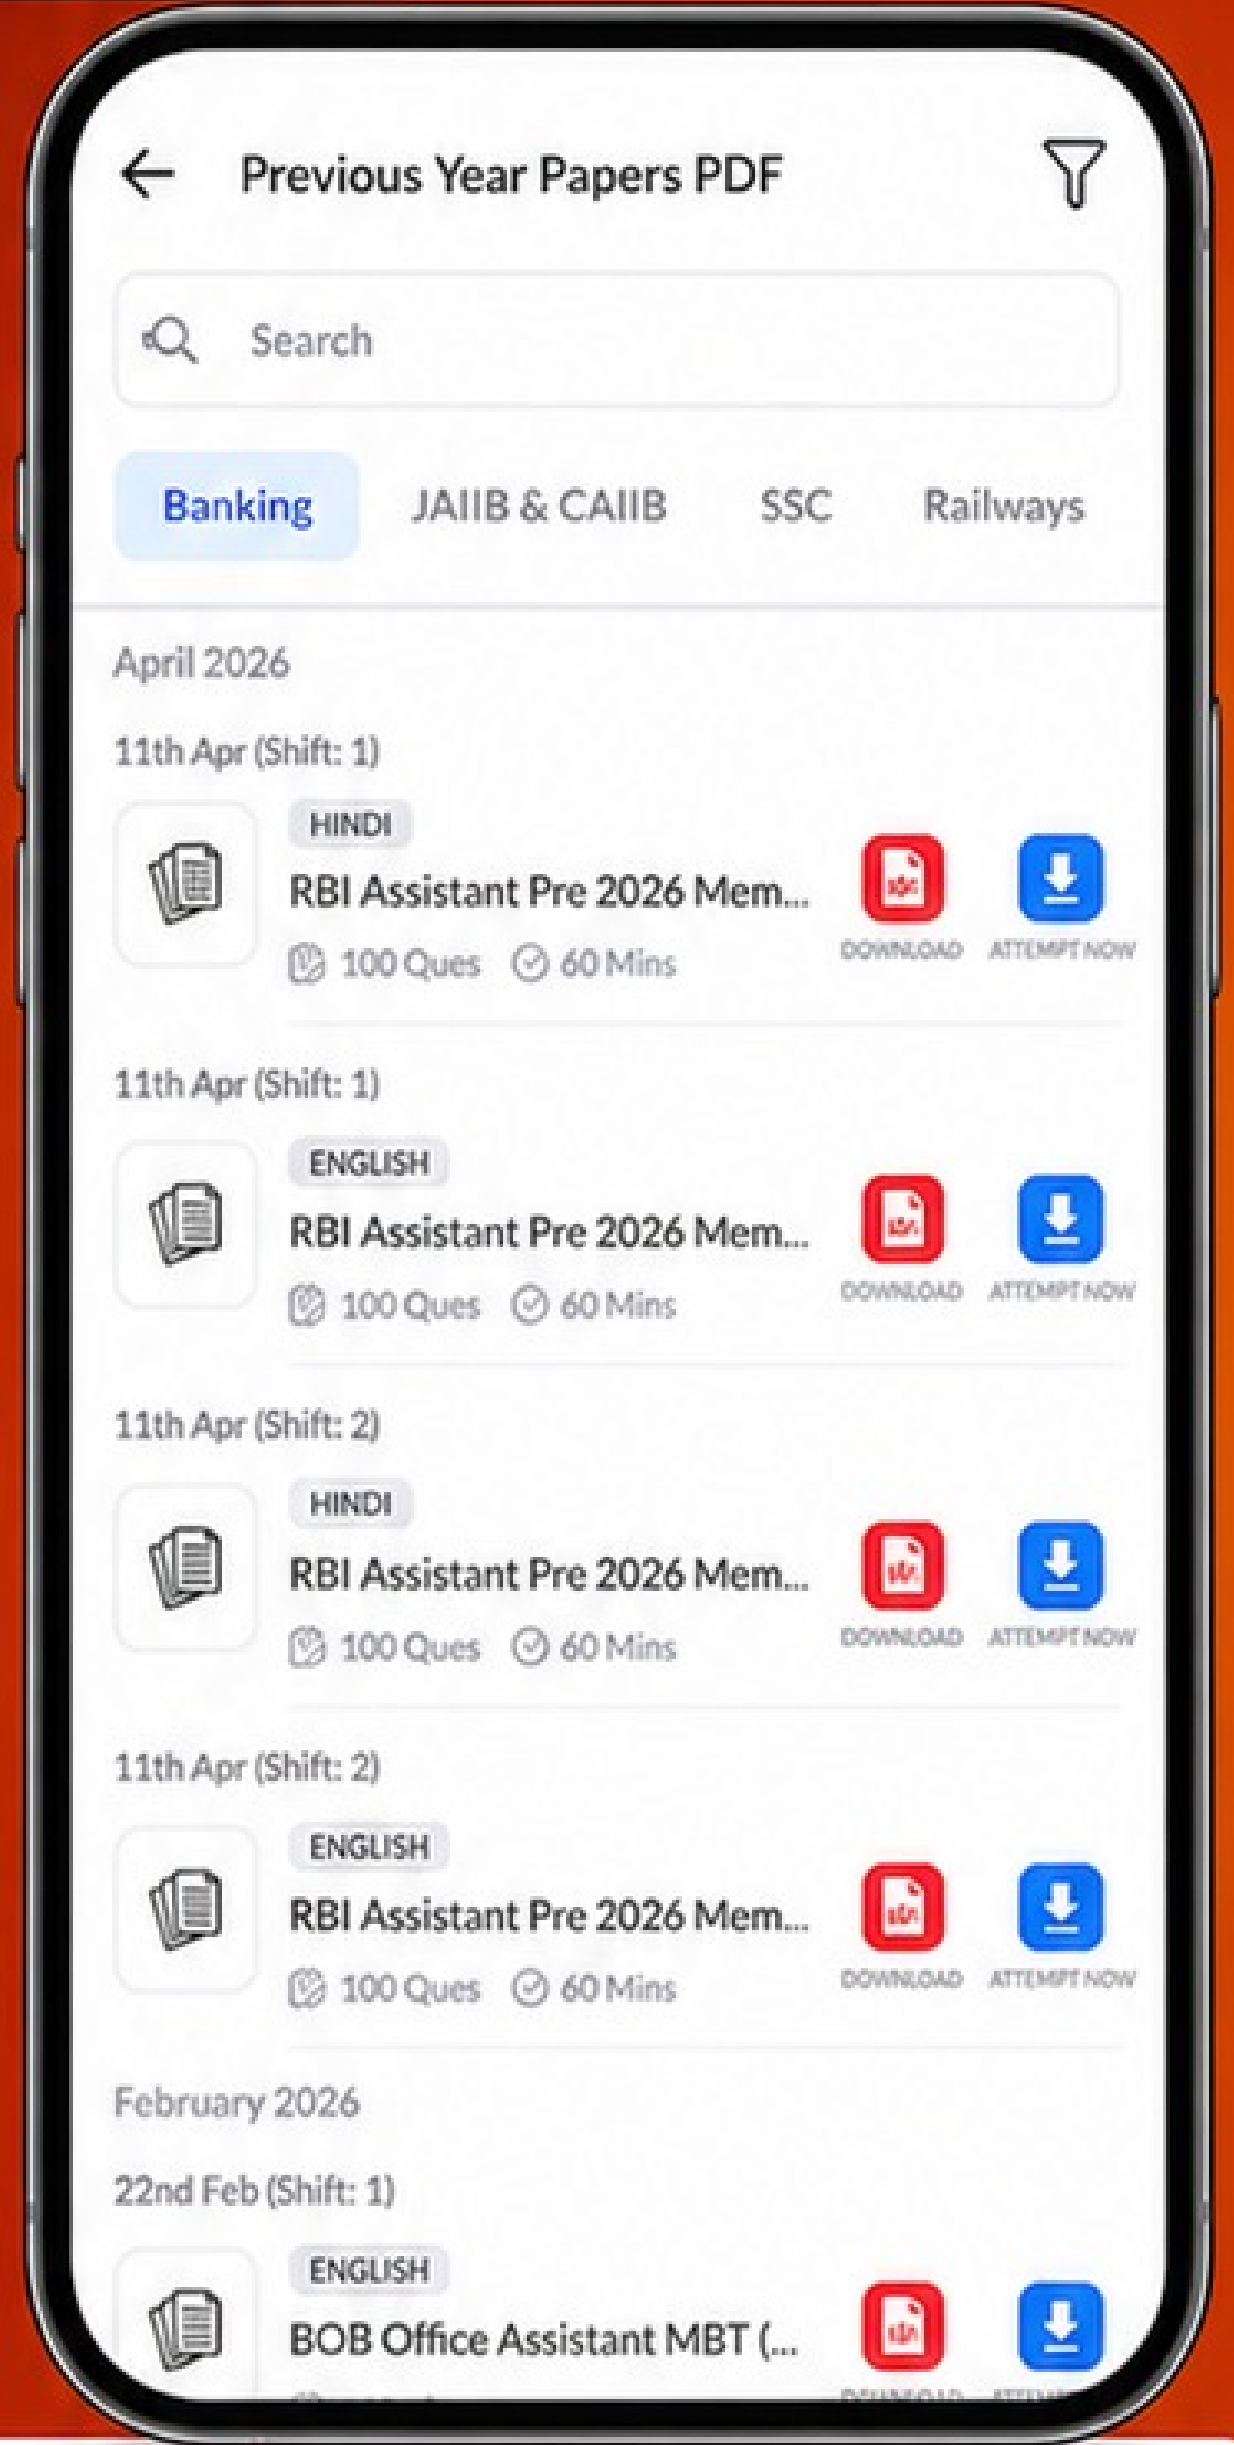 Previous Year Papers PDF
Search
Banking JAIIB & CAIIB SSC Railways
April 2026
11th Apr (Shift: 1)
HINDI
RBI Assistant Pre 2026 Mem...
100 Ques 60 Mins
DOWNLOAD ATTEMPT NOW
11th Apr (Shift: 1)
ENGLISH
RBI Assistant Pre 2026 Mem...
100 Ques 60 Mins
DOWNLOAD ATTEMPT NOW
11th Apr (Shift: 2)
HINDI
RBI Assistant Pre 2026 Mem...
100 Ques 60 Mins
DOWNLOAD ATTEMPT NOW
11th Apr (Shift: 2)
ENGLISH
RBI Assistant Pre 2026 Mem...
100 Ques 60 Mins
DOWNLOAD ATTEMPT NOW
February 2026
22nd Feb (Shift: 1)
ENGLISH
BOB Office Assistant MBT (...